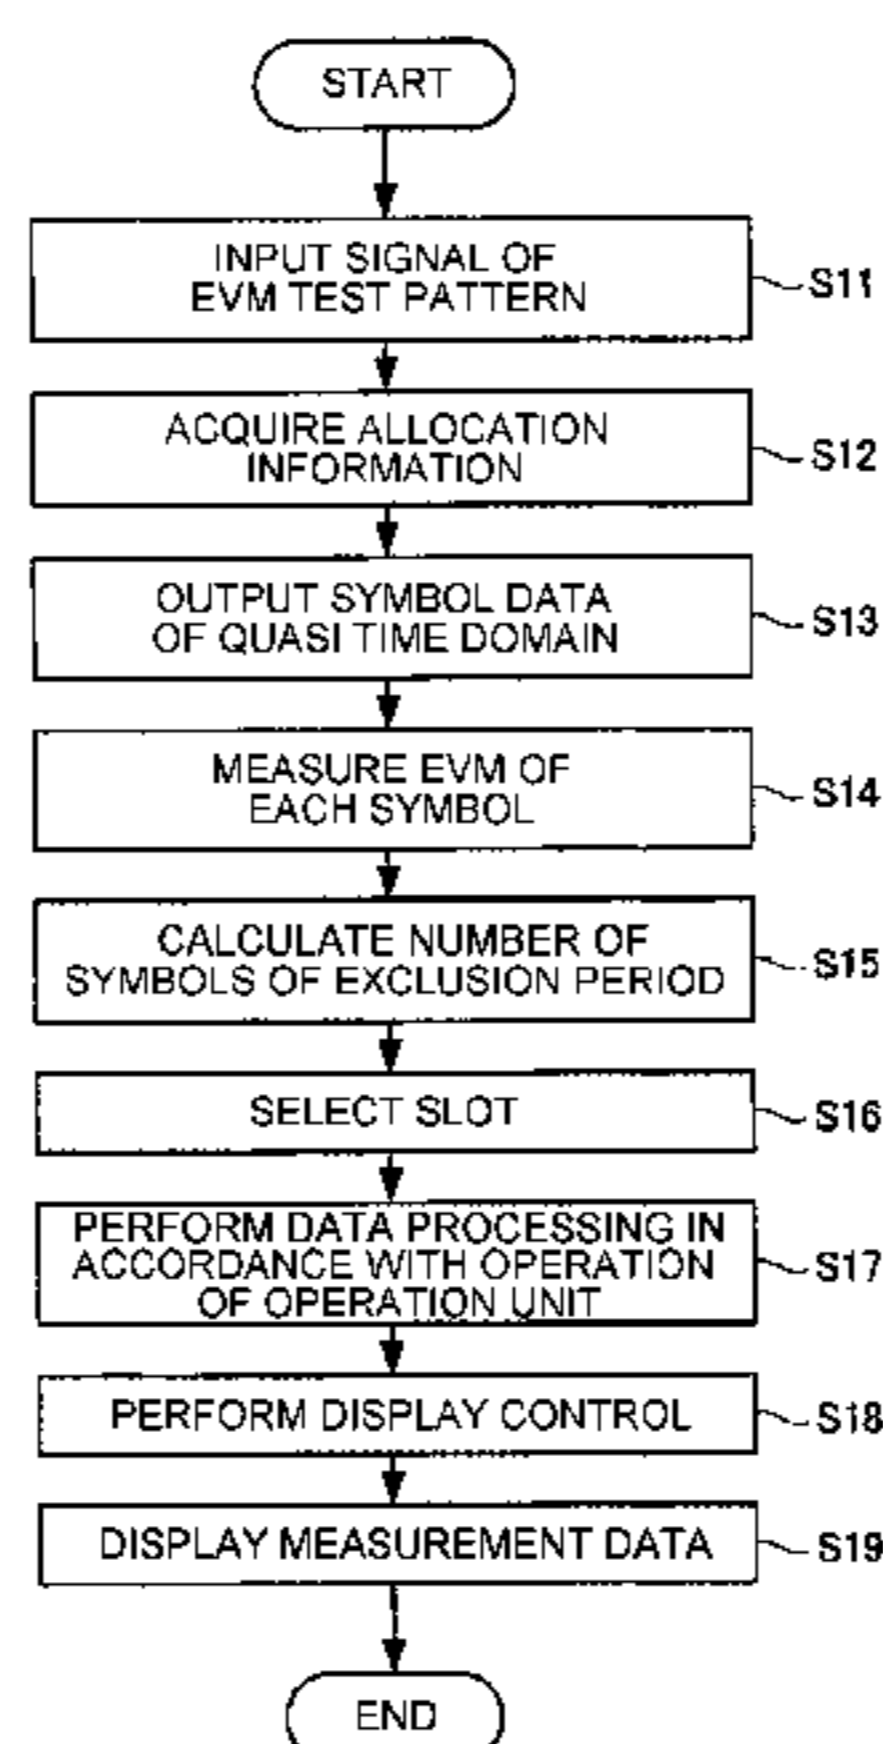 START
INPUT SIGNAL OF
EVM TEST PATTERN
S11
ACQUIRE ALLOCATION
INFORMATION
S12
OUTPUT SYMBOL DATA
OF QUASI TIME DOMAIN
S13
MEASURE EVM OF
EACH SYMBOL
S14
CALCULATE NUMBER OF
SYMBOLS OF EXCLUSION PERIOD
S15
SELECT SLOT
S16
PERFORM DATA PROCESSING IN
ACCORDANCE WITH OPERATION
OF OPERATION UNIT
S17
PERFORM DISPLAY CONTROL
S18
DISPLAY MEASUREMENT DATA
S19
END